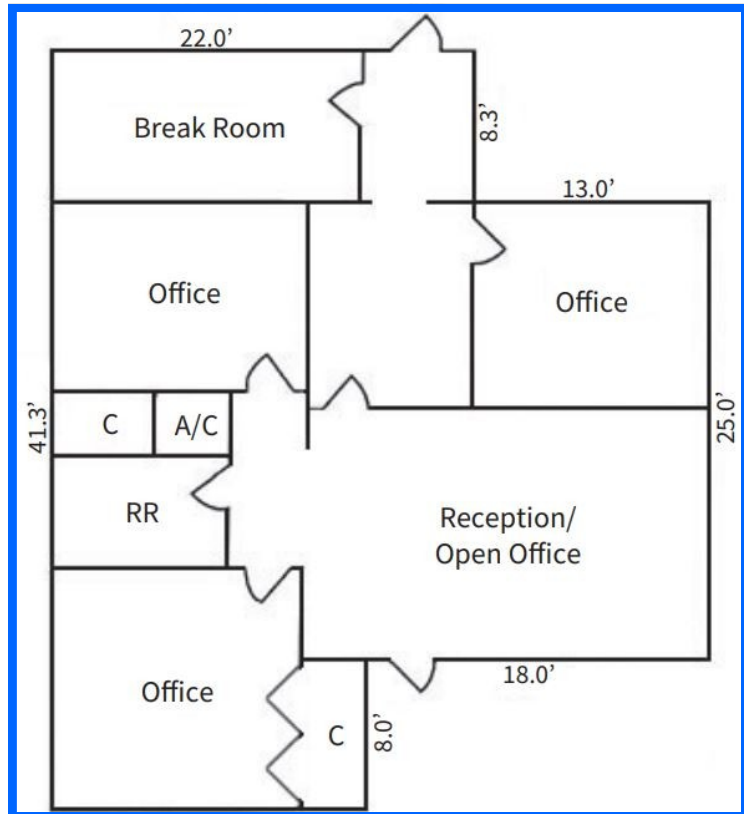 22.0’
Break Room
8.3’
13.0’
Office
Office
41.3’
C
A/C
25.0’
RR
Reception/
Open Office
18.0’
Office
C
8.0’